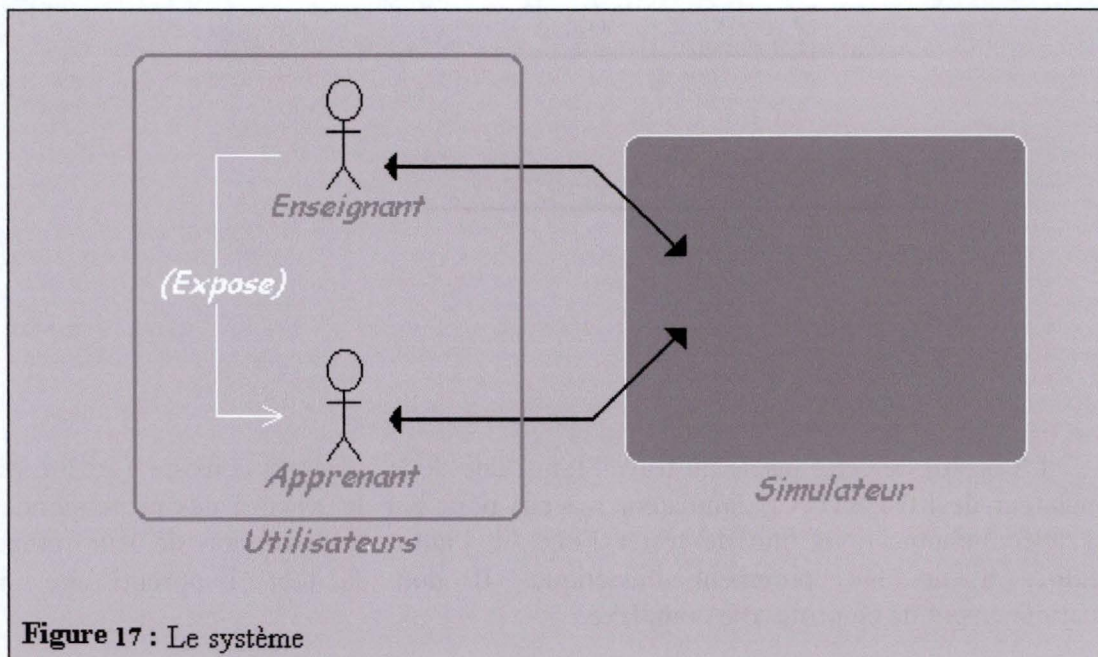 Enseignant
(Expose)
Apprenant
Utilisateurs
Simulateur
Figure 17 : Le système